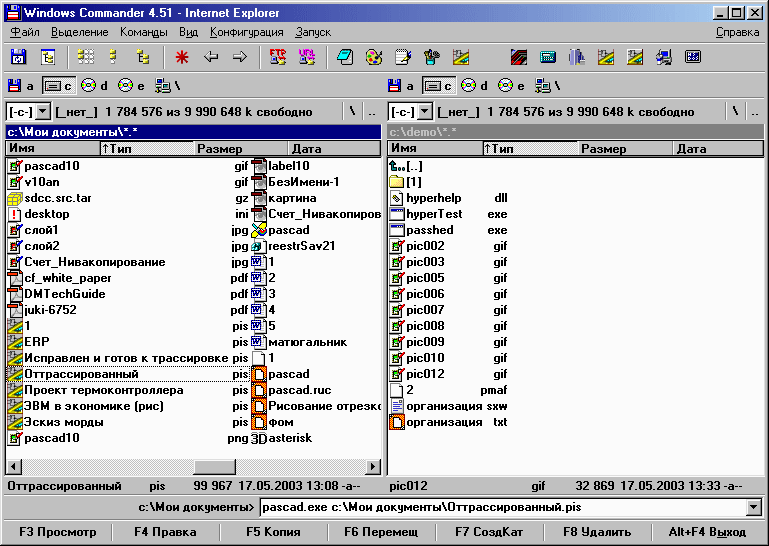 Windows Commander 4.51 - Internet Explorer
Файл Выделение Команды Вид Конфигурация Запуск Справка
FTP URL
a c d e \ a c d e \
[-c-] [_нет_] 1 784 576 из 9 990 648 k свободно \ .. [-c-] [_нет_] 1 784 576 из 9 990 648 k свободно \ ..
c:\Мои документы\*.* c:\demo\*.*
Имя ↑Тип Размер Дата Имя ↑Тип Размер Дата
pascad10 gif label10 [..]
v10an gif БезИмени-1 [1]
sdcc.src.tar gz картина hyperhelp dll
desktop ini Счет_Нивакопиров hyperTest exe
слой1 jpg pascad passhed exe
слой2 jpg reestrSav21 pic002 gif
Счет_Нивакопирование jpg 1 pic003 gif
cf_white_paper pdf 2 pic005 gif
DMTechGuide pdf 3 pic006 gif
juki-6752 pdf 4 pic007 gif
1 pis 5 pic008 gif
ERP pis матюгальник pic009 gif
Исправлен и готов к трассировке pis 1 pic010 gif
Оттрассированный pis pascad pic012 gif
Проект термоконтроллера pis pascad.ruc 2 pmaf
ЭВМ в экономике (рис) pis Рисование отрезко организация sxw
Эскиз морды pis фом организация txt
pascad10 png asterisk
Оттрассированный pis 99 967 17.05.2003 13:08 -a-- pic012 gif 32 869 17.05.2003 13:33 -a--
c:\Мои документы> pascad.exe c:\Мои документы\Оттрассированный.pis
F3 Просмотр F4 Правка F5 Копия F6 Перемещ F7 СоздКат F8 Удалить Alt+F4 Выход